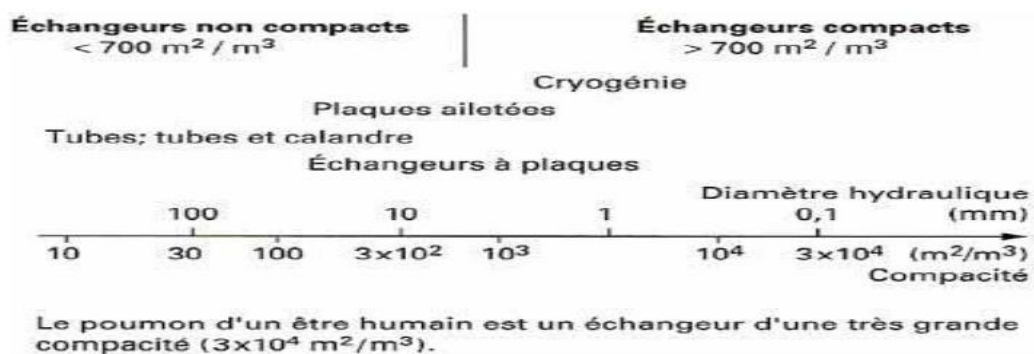 Échangeurs non compacts Échangeurs compacts
< 700 m² / m³ > 700 m² / m³
Cryogénie
Plaques ailetées
Tubes; tubes et calandre
Échangeurs à plaques
Diamètre hydraulique
100 10 1 0,1 (mm)
10 30 100 3x10² 10³ 10⁴ 3x10⁴ (m²/m³)
Compacité
Le poumon d'un être humain est un échangeur d'une très grande
compacité (3x10⁴ m²/m³).